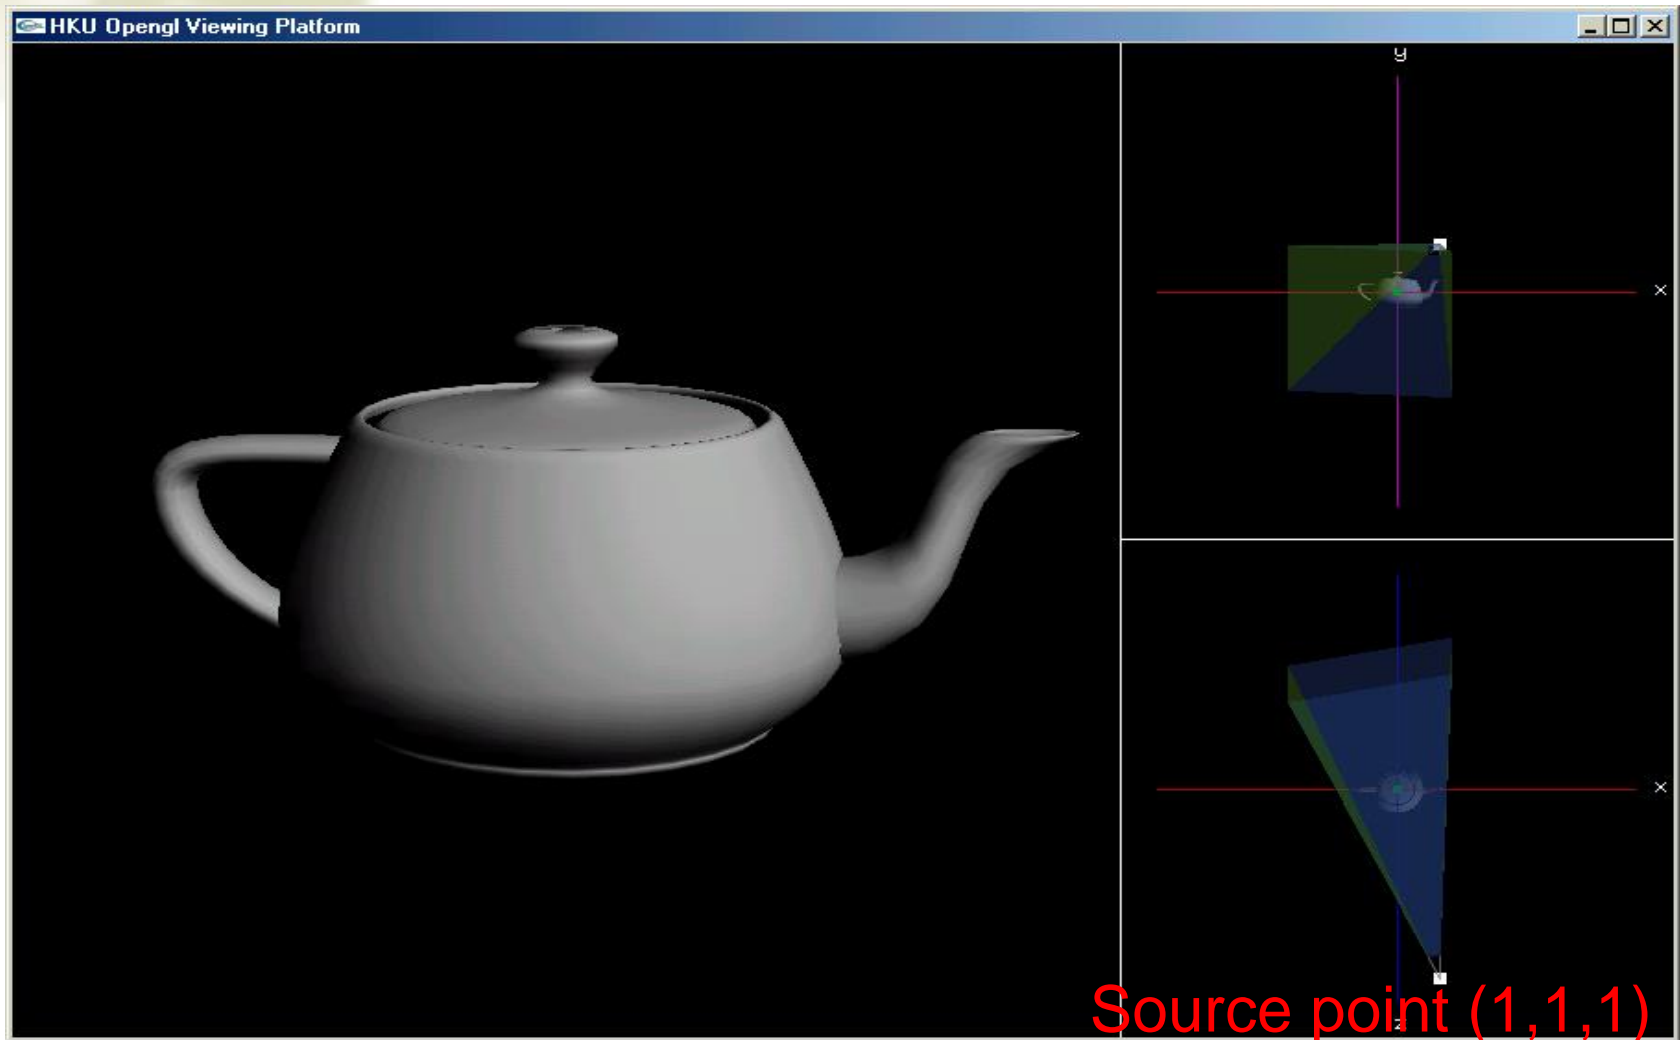 HKU Opengl Viewing Platform
y
x
x
z
Source point (1,1,1)